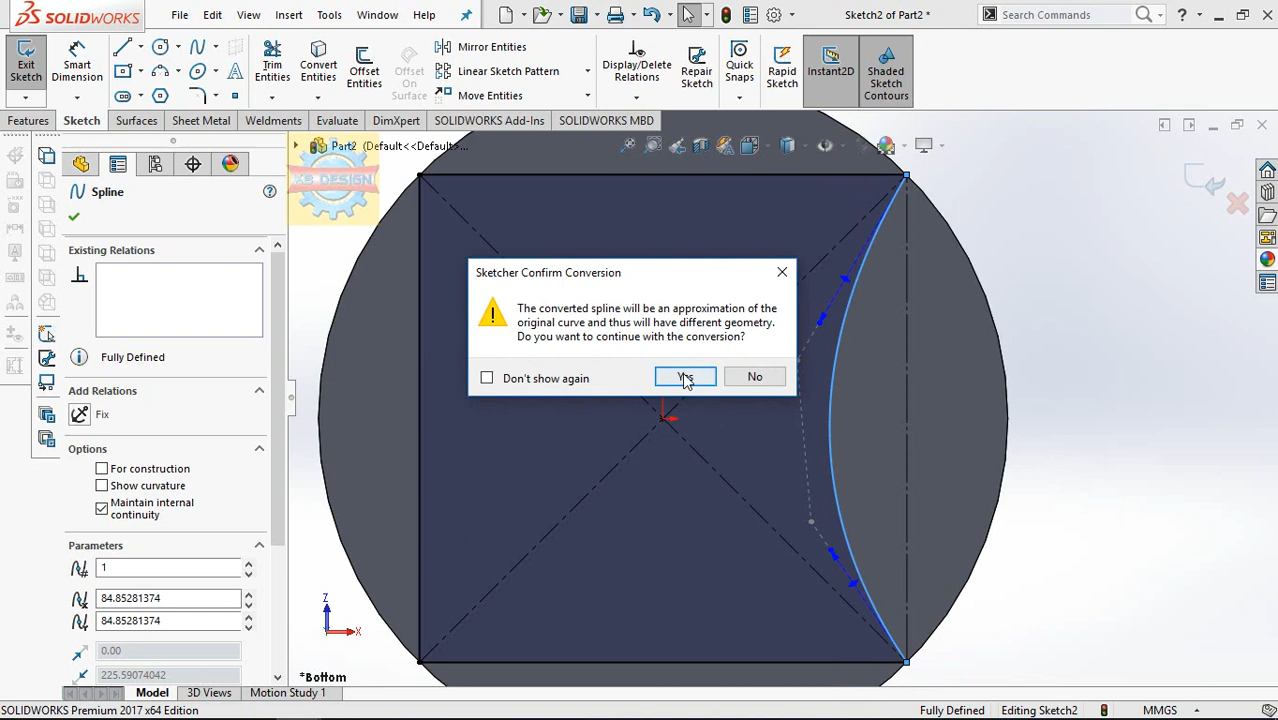 SOLIDWORKS
File Edit View Insert Tools Window Help
Sketch2 of Part2 *
Search Commands
Exit Sketch
Smart Dimension
Trim Entities
Convert Entities
Offset Entities
Offset On Surface
Mirror Entities
Linear Sketch Pattern
Move Entities
Display/Delete Relations
Repair Sketch
Quick Snaps
Rapid Sketch
Instant2D
Shaded Sketch Contours
Features Sketch Surfaces Sheet Metal Weldments Evaluate DimXpert SOLIDWORKS Add-Ins SOLIDWORKS MBD
Part2 (Default<<Default>...
KS DESIGN
Spline
Existing Relations
Fully Defined
Add Relations
Fix
Options
For construction
Show curvature
Maintain internal
continuity
Parameters
1
84.85281374
84.85281374
0.00
225.59074042
Sketcher Confirm Conversion
The converted spline will be an approximation of the
original curve and thus will have different geometry.
Do you want to continue with the conversion?
Don't show again
Yes
No
Z
X
*Bottom
Model 3D Views Motion Study 1
SOLIDWORKS Premium 2017 x64 Edition
Fully Defined Editing Sketch2 MMGS